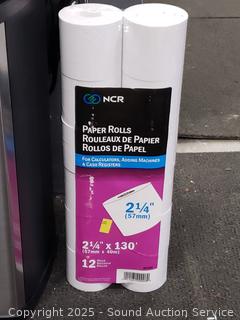 NCR
PAPER ROLLS
ROULEAUX DE PAPIER
ROLLOS DE PAPEL
FOR CALCULATORS, ADDING MACHINES
& CASH REGISTERS
2¼"
(57mm)
2¼" x 130'
(57mm x 40m)
12
Copyright 2025 - Sound Auction Service